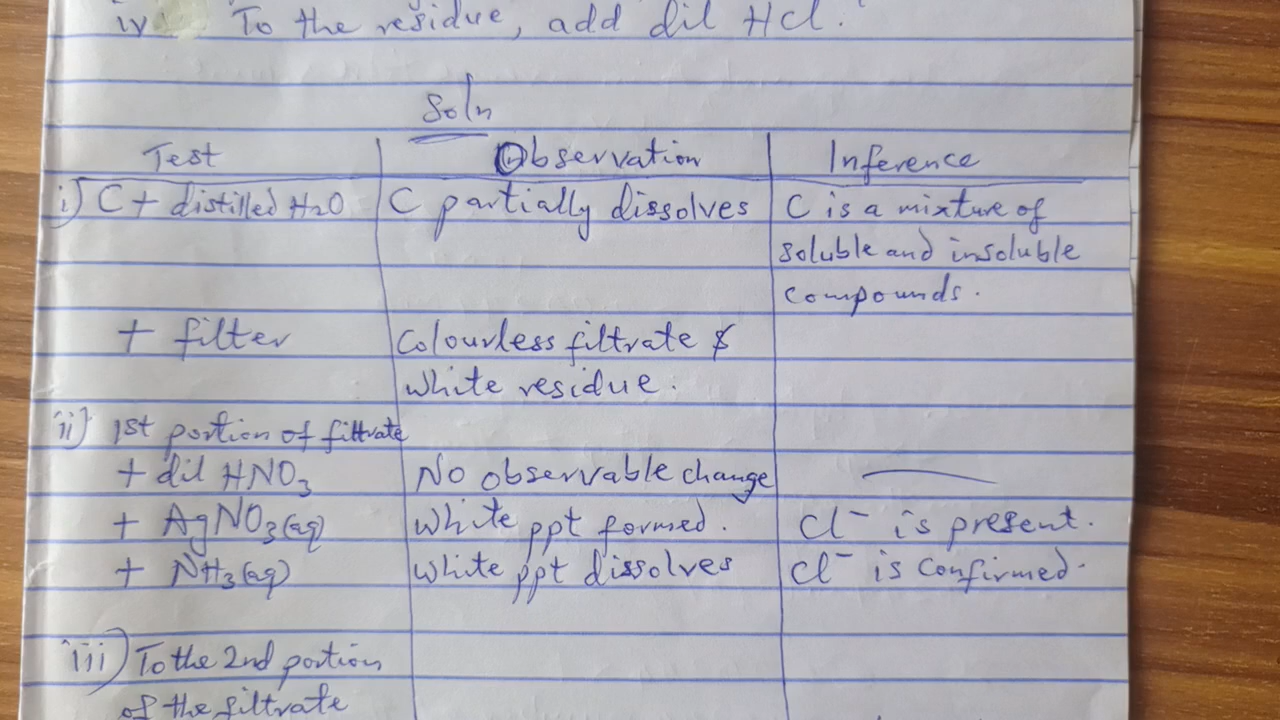 iv To the residue, add dil HCl.
Soln
Test Observation Inference
i) C + distilled H2O C partially dissolves C is a mixture of
soluble and insoluble
compounds.
+ filter Colourless filtrate &
white residue.
ii) 1st portion of filtrate
+ dil HNO3 No observable change —
+ AgNO3(aq) White ppt formed. Cl⁻ is present.
+ NH3(aq) White ppt dissolves Cl⁻ is confirmed.
iii) To the 2nd portion
of the filtrate